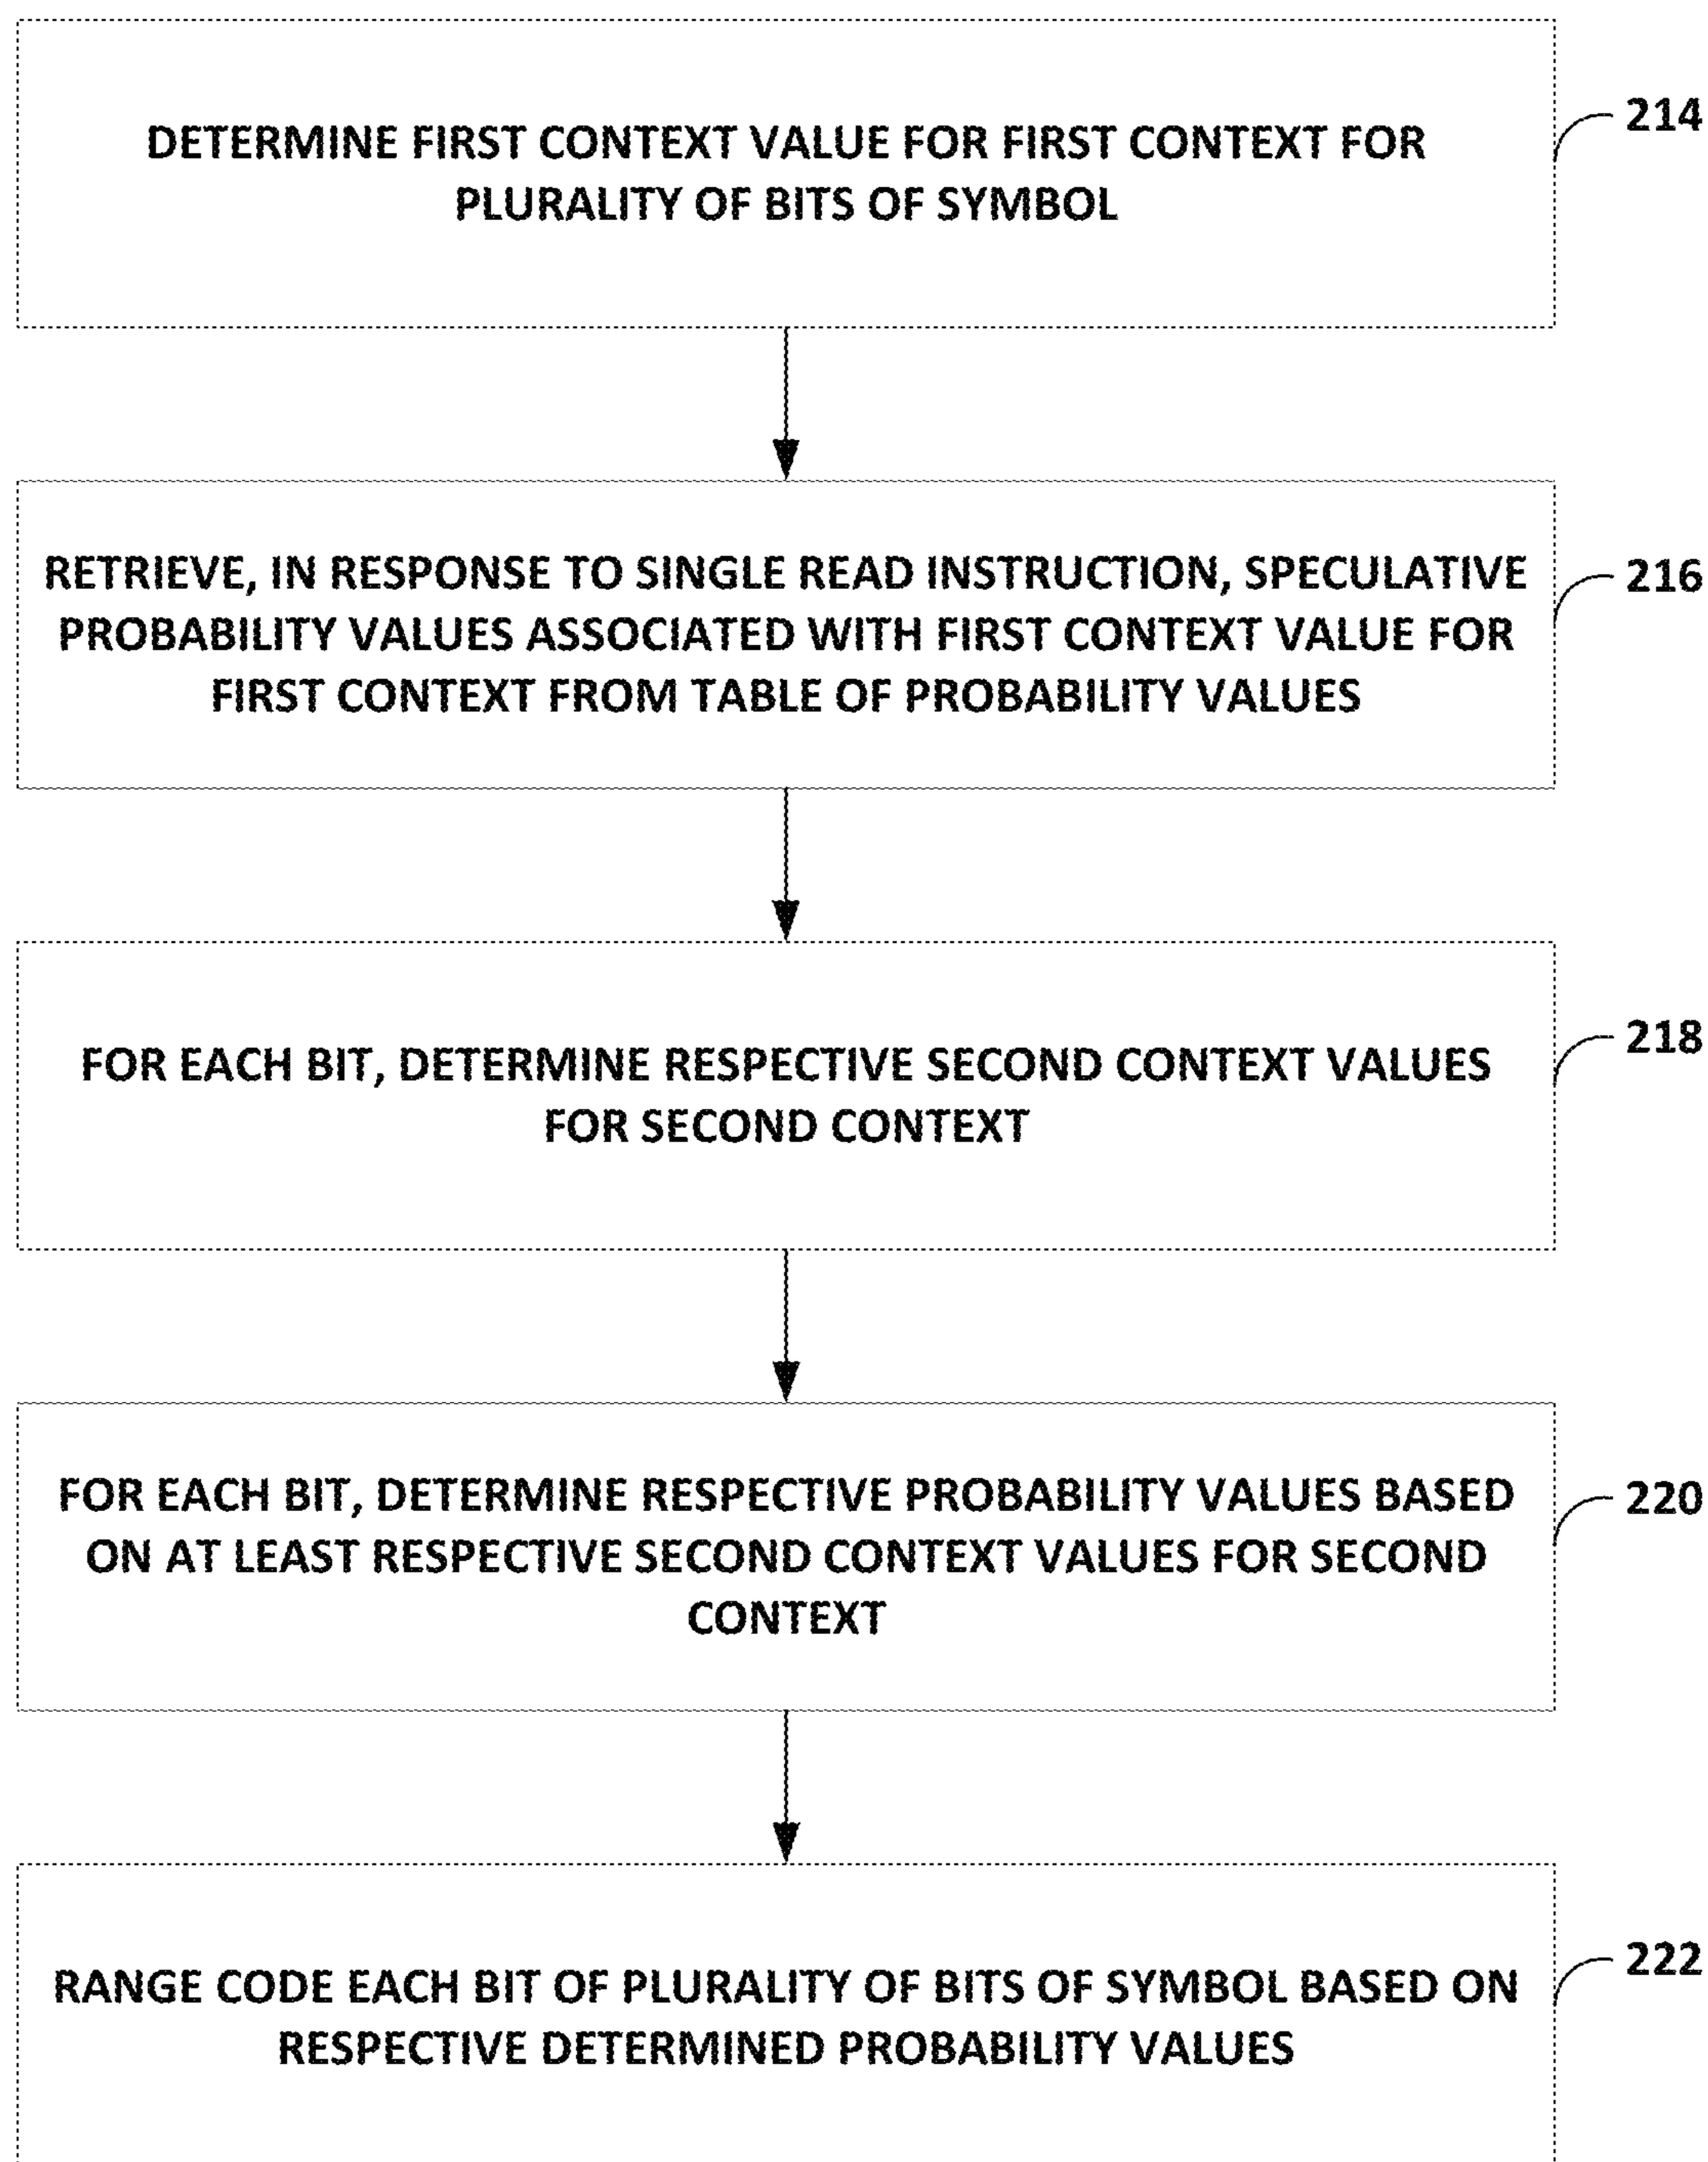 DETERMINE FIRST CONTEXT VALUE FOR FIRST CONTEXT FOR
PLURALITY OF BITS OF SYMBOL
214
RETRIEVE, IN RESPONSE TO SINGLE READ INSTRUCTION, SPECULATIVE
PROBABILITY VALUES ASSOCIATED WITH FIRST CONTEXT VALUE FOR
FIRST CONTEXT FROM TABLE OF PROBABILITY VALUES
216
FOR EACH BIT, DETERMINE RESPECTIVE SECOND CONTEXT VALUES
FOR SECOND CONTEXT
218
FOR EACH BIT, DETERMINE RESPECTIVE PROBABILITY VALUES BASED
ON AT LEAST RESPECTIVE SECOND CONTEXT VALUES FOR SECOND
CONTEXT
220
RANGE CODE EACH BIT OF PLURALITY OF BITS OF SYMBOL BASED ON
RESPECTIVE DETERMINED PROBABILITY VALUES
222